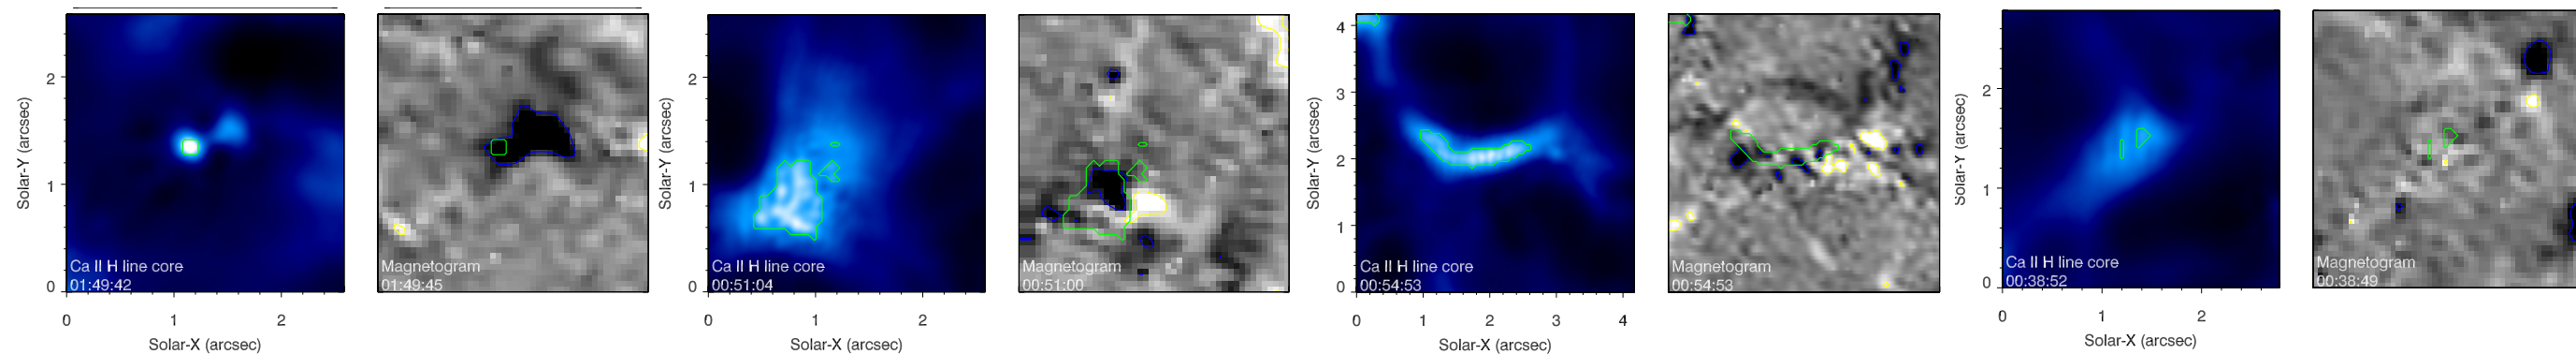 2
1
0
Solar-Y (arcsec)
Ca II H line core
01:49:42
0 1 2
Solar-X (arcsec)
Magnetogram
01:49:45
2
1
0
Solar-Y (arcsec)
Ca II H line core
00:51:04
0 1 2
Solar-X (arcsec)
Magnetogram
00:51:00
4
3
2
1
0
Solar-Y (arcsec)
Ca II H line core
00:54:53
0 1 2 3 4
Solar-X (arcsec)
Magnetogram
00:54:53
2
1
0
Solar-Y (arcsec)
Ca II H line core
00:38:52
0 1 2
Solar-X (arcsec)
Magnetogram
00:38:49